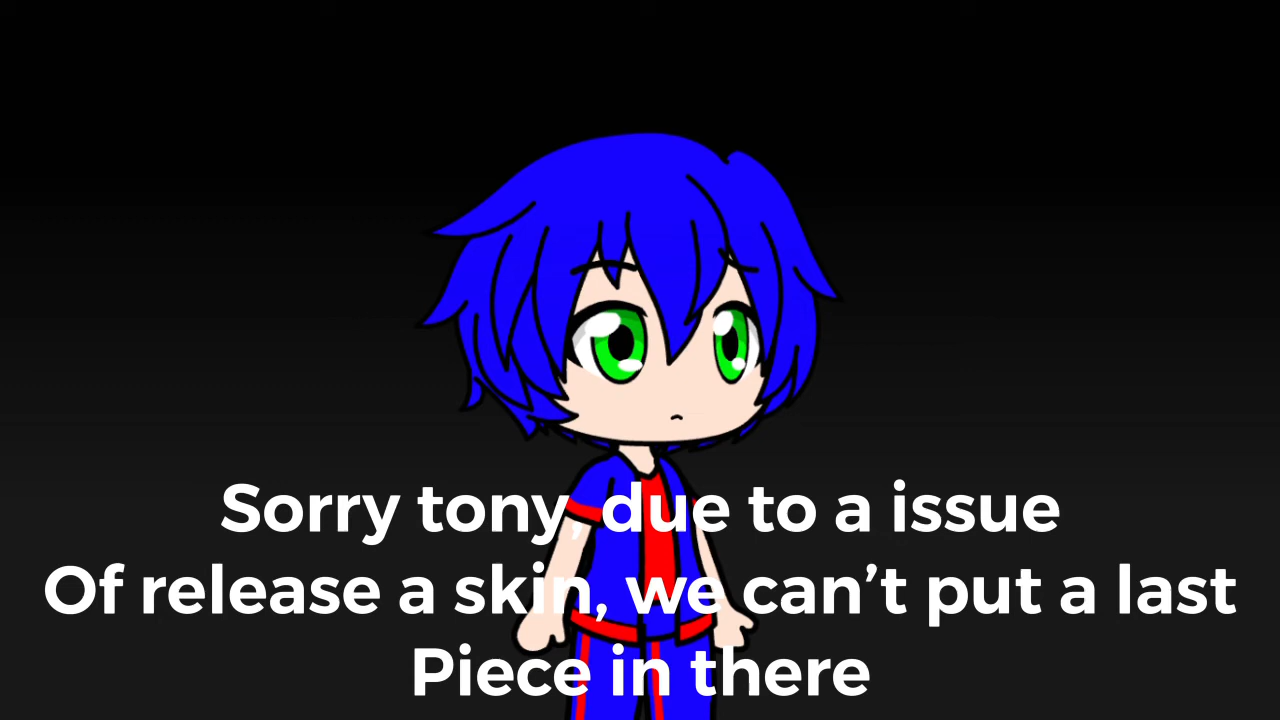 Sorry tony, due to a issue
Of release a skin, we can’t put a last
Piece in there